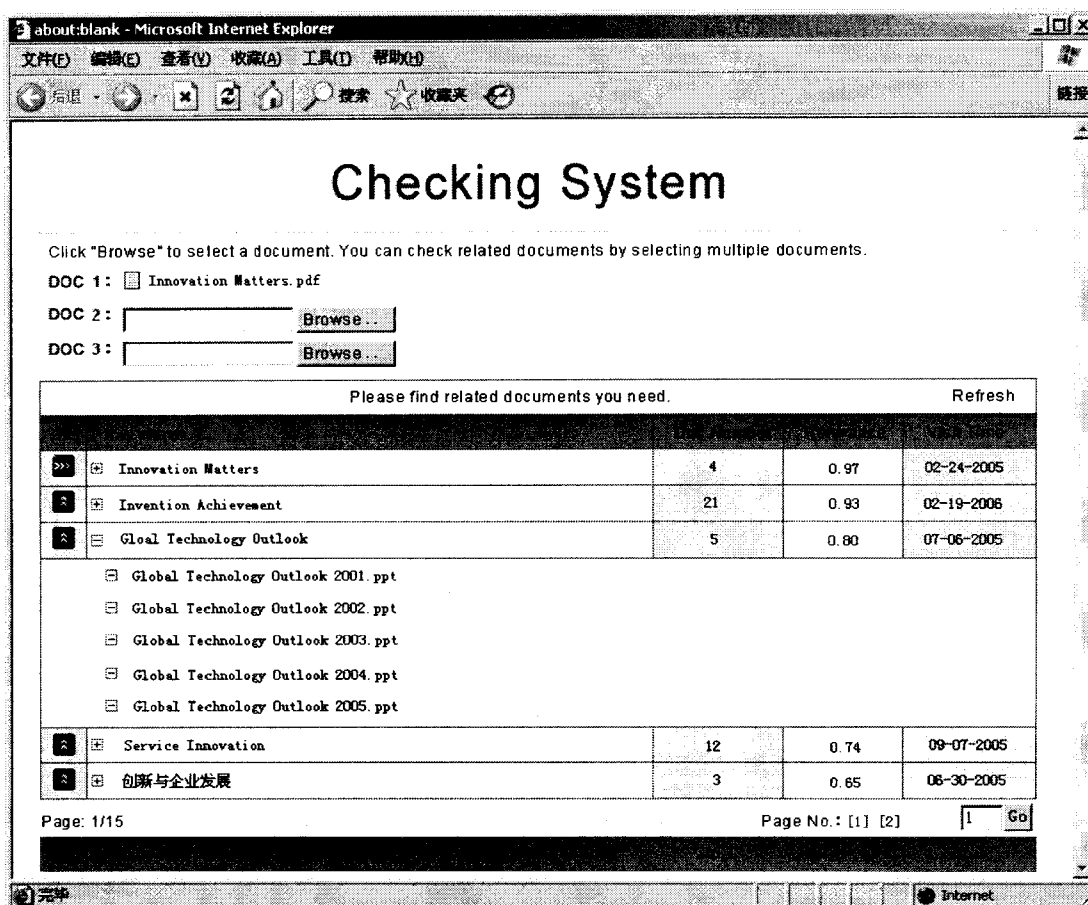 about:blank - Microsoft Internet Explorer
文件(F) 编辑(E) 查看(V) 收藏(A) 工具(T) 帮助(H)
后退 搜索 收藏夹 链接
Checking System
Click "Browse" to select a document. You can check related documents by selecting multiple documents.
DOC 1: Innovation Matters.pdf
DOC 2: Browse...
DOC 3: Browse...
Please find related documents you need. Refresh
Innovation Matters 4 0.97 02-24-2005
Invention Achievement 21 0.93 02-19-2006
Gloal Technology Outlook 5 0.80 07-06-2005
Global Technology Outlook 2001.ppt
Global Technology Outlook 2002.ppt
Global Technology Outlook 2003.ppt
Global Technology Outlook 2004.ppt
Global Technology Outlook 2005.ppt
Service Innovation 12 0.74 09-07-2005
创新与企业发展 3 0.65 06-30-2005
Page: 1/15 Page No.: [1] [2] 1 Go
完毕 Internet